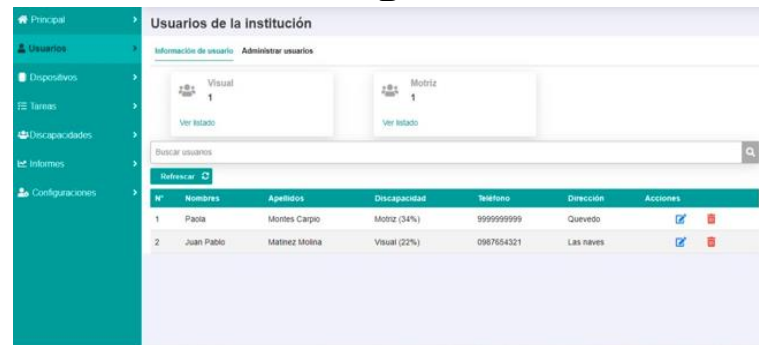 Principal
Usuarios
Dispositivos
Tareas
Discapacidades
Informes
Configuraciones
Usuarios de la institución
Información de usuario Administrar usuarios
Visual
1
Ver listado
Motriz
1
Ver listado
Buscar usuarios
Refrescar
N° Nombres Apellidos Discapacidad Teléfono Dirección Acciones
1 Paola Montes Carpio Motriz (34%) 9999999999 Quevedo
2 Juan Pablo Matinez Molina Visual (22%) 0987654321 Las naves